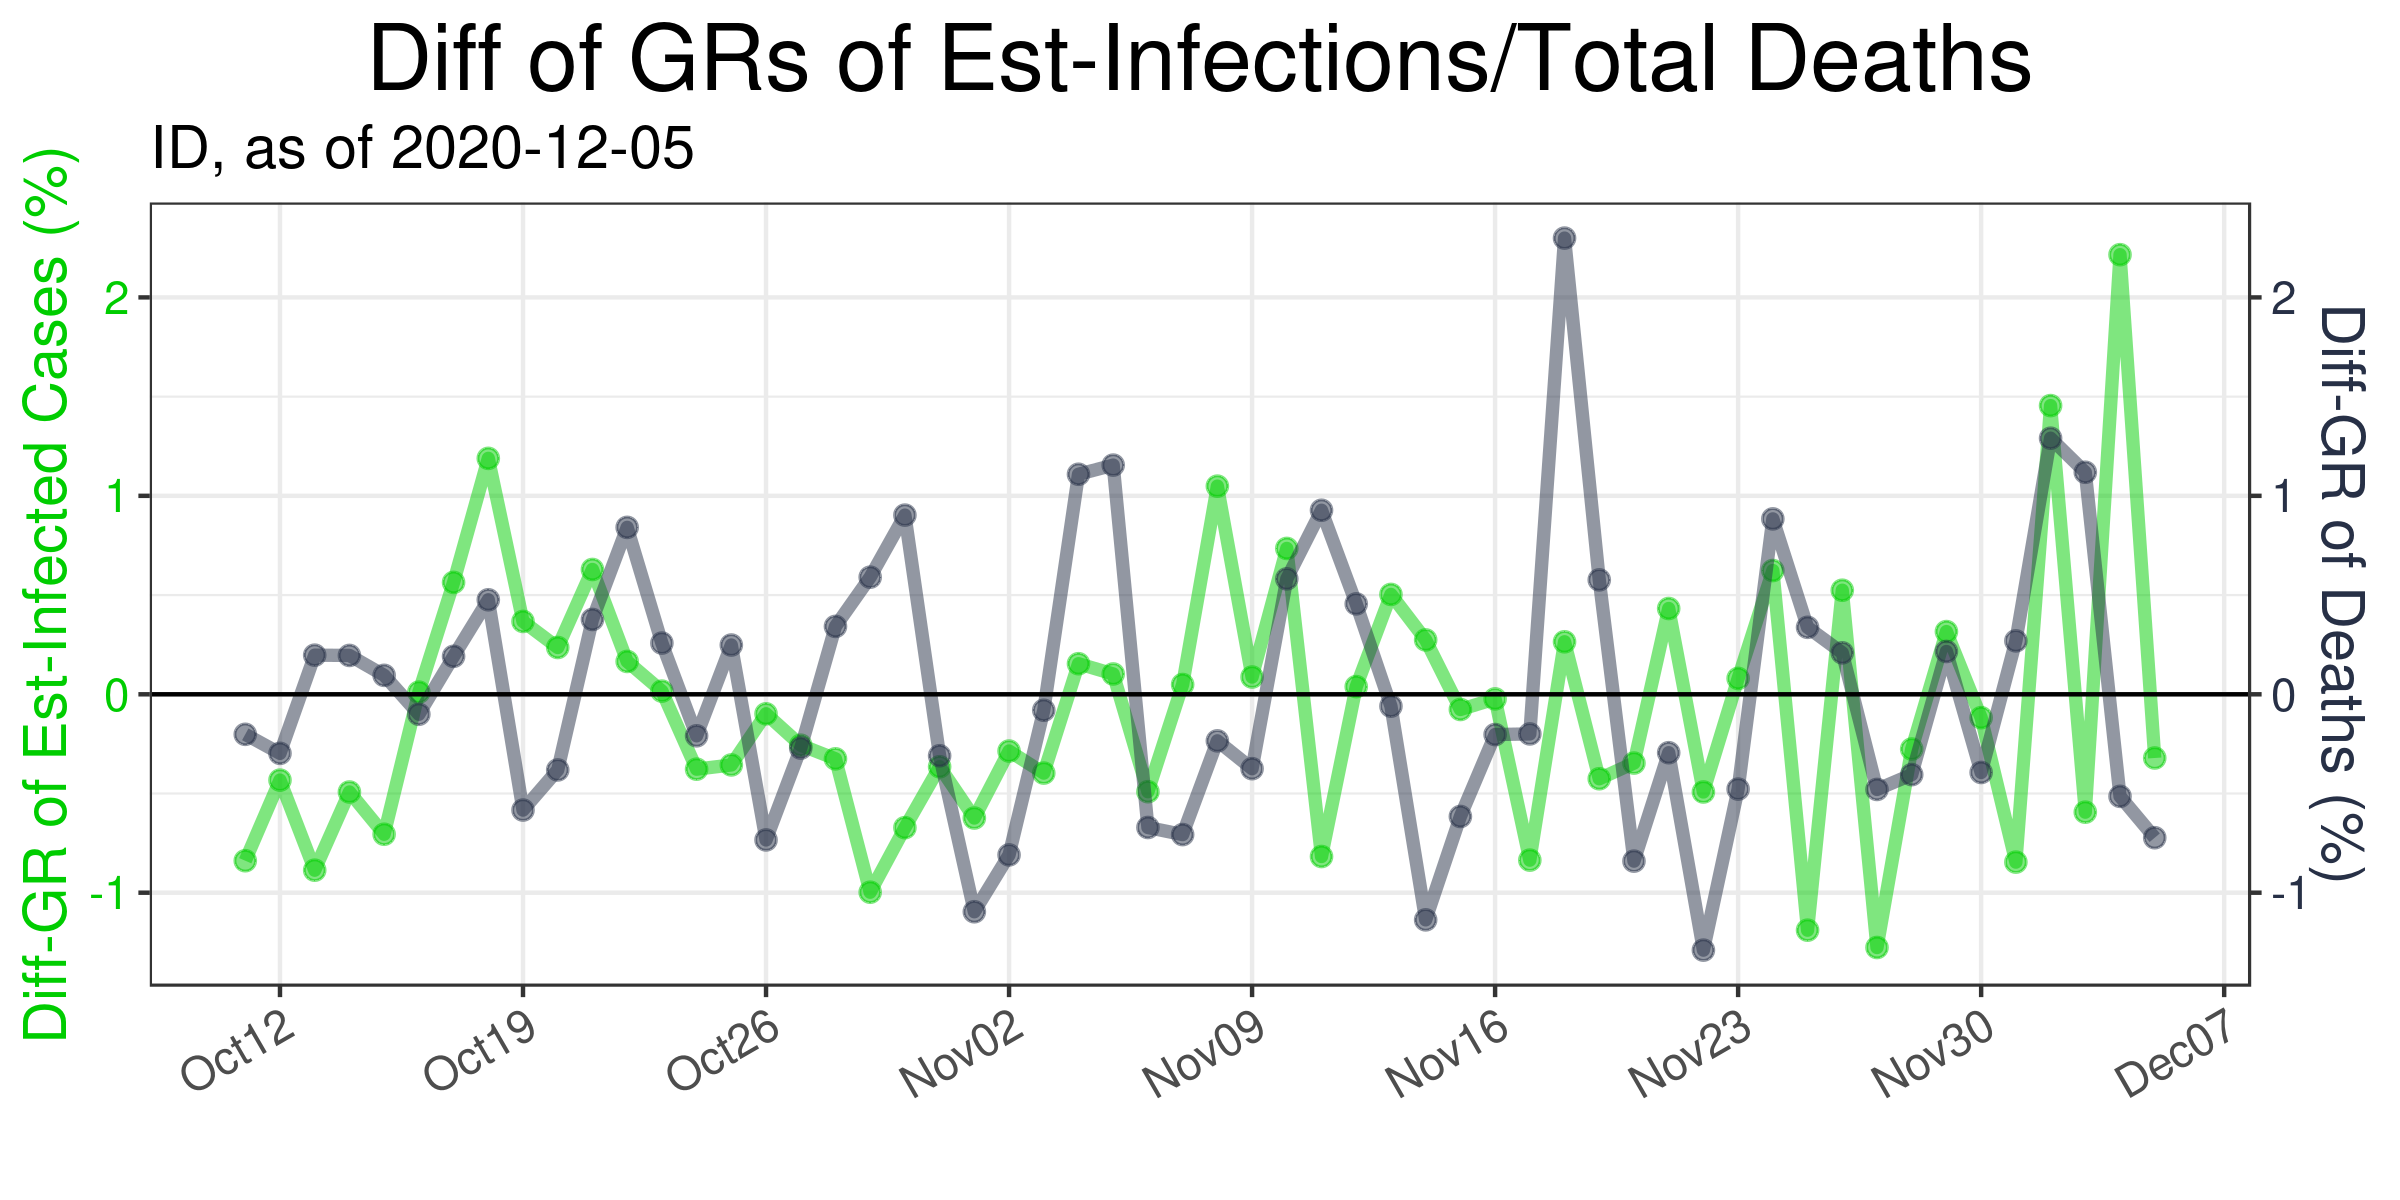 Diff of GRs of Est-Infections/Total Deaths
ID, as of 2020-12-05
Diff-GR of Est-Infected Cases (%)
2
1
0
-1
2
1
0
-1
Diff-GR of Deaths (%)
Oct12
Oct19
Oct26
Nov02
Nov09
Nov16
Nov23
Nov30
Dec07